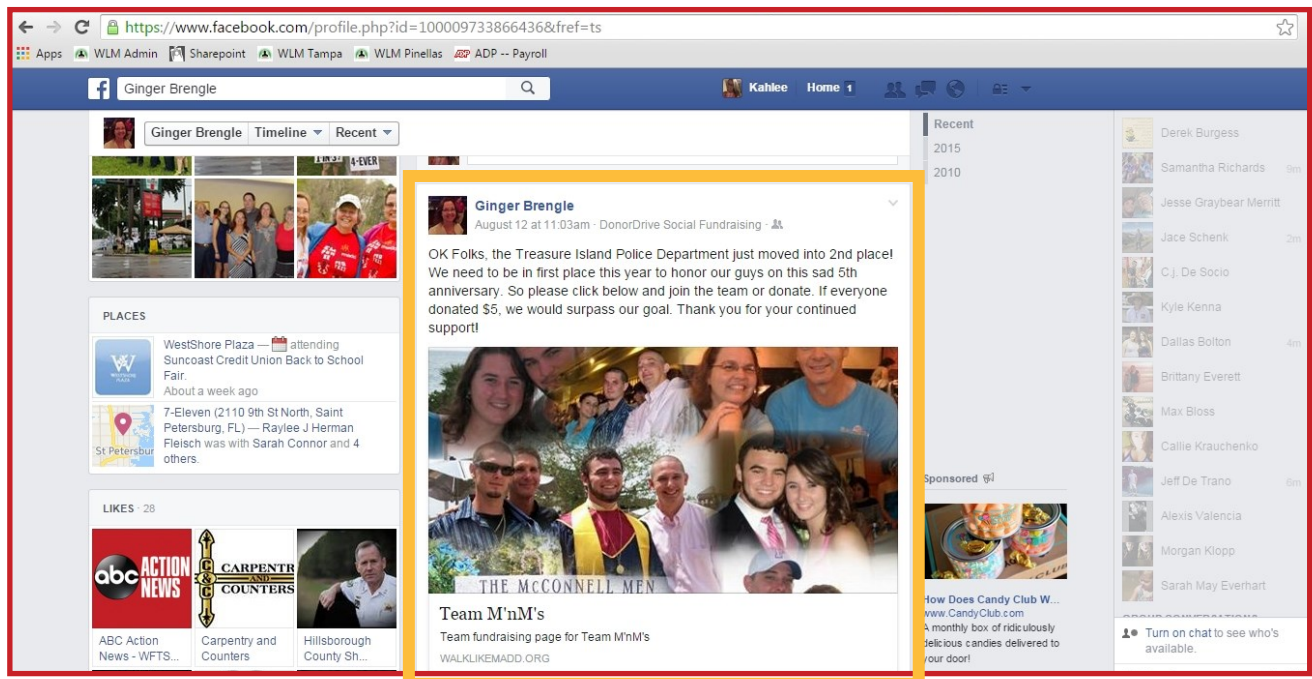 https://www.facebook.com/profile.php?id=100009733866436&fref=ts
Apps WLM Admin Sharepoint WLM Tampa WLM Pinellas ADP -- Payroll
Ginger Brengle
Kahlee Home 1
Ginger Brengle Timeline Recent
4-EVER
PLACES
WestShore Plaza — attending
Suncoast Credit Union Back to School
Fair.
About a week ago
7-Eleven (2110 9th St North, Saint
Petersburg, FL) — Raylee J Herman
Fleisch was with Sarah Connor and 4
others.
WESTSHORE PLAZA
St Petersbur
LIKES · 28
abc ACTION NEWS
C & C
CARPENTR
AND
COUNTERS
ABC Action
News - WFTS...
Carpentry and
Counters
Hillsborough
County Sh...
Ginger Brengle
August 12 at 11:03am · DonorDrive Social Fundraising ·
OK Folks, the Treasure Island Police Department just moved into 2nd place!
We need to be in first place this year to honor our guys on this sad 5th
anniversary. So please click below and join the team or donate. If everyone
donated $5, we would surpass our goal. Thank you for your continued
support!
THE MCCONNELL MEN
Team M'nM's
Team fundraising page for Team M'nM's
WALKLIKEMADD.ORG
Recent
2015
2010
Sponsored
How Does Candy Club W...
www.CandyClub.com
A monthly box of ridiculously
delicious candies delivered to
your door!
Derek Burgess
Samantha Richards 9m
Jesse Graybear Merritt
Jace Schenk 2m
C.j. De Socio
Kyle Kenna
Dallas Bolton 4m
Brittany Everett
Max Bloss
Callie Krauchenko
Jeff De Trano 6m
Alexis Valencia
Morgan Klopp
Sarah May Everhart
GROUP CONVERSATIONS
Turn on chat to see who's
available.